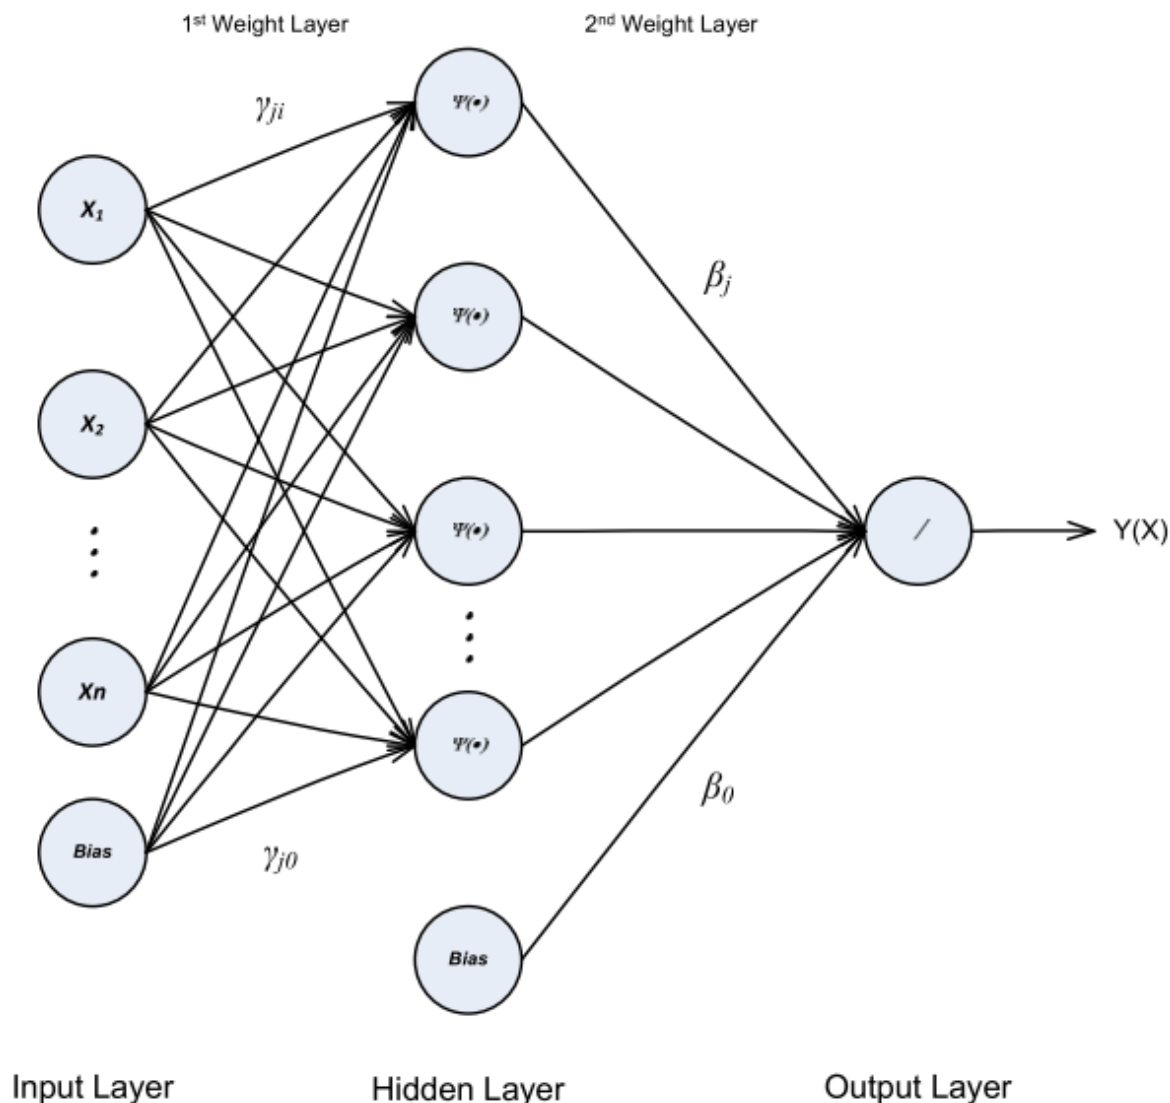 1st Weight Layer
2nd Weight Layer
γji
Ψ(•)
X1
Ψ(•)
βj
X2
Ψ(•)
/
Y(X)
Xn
Ψ(•)
β0
Bias
γj0
Bias
Input Layer
Hidden Layer
Output Layer